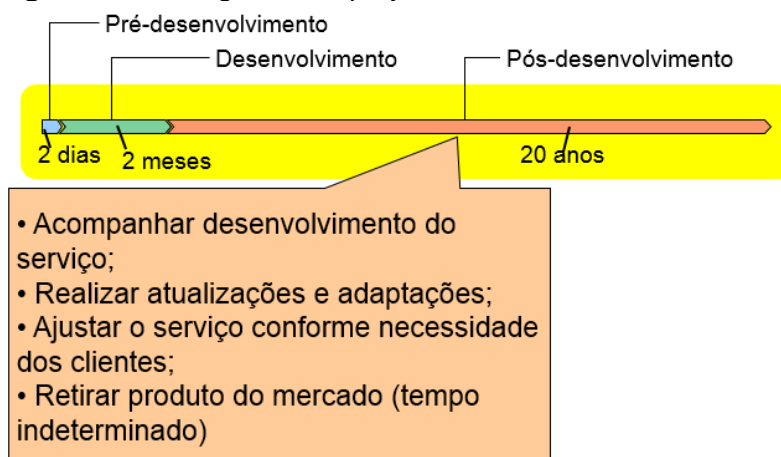 Pré-desenvolvimento
Desenvolvimento
Pós-desenvolvimento
2 dias
2 meses
20 anos
• Acompanhar desenvolvimento do
serviço;
• Realizar atualizações e adaptações;
• Ajustar o serviço conforme necessidade
dos clientes;
• Retirar produto do mercado (tempo
indeterminado)